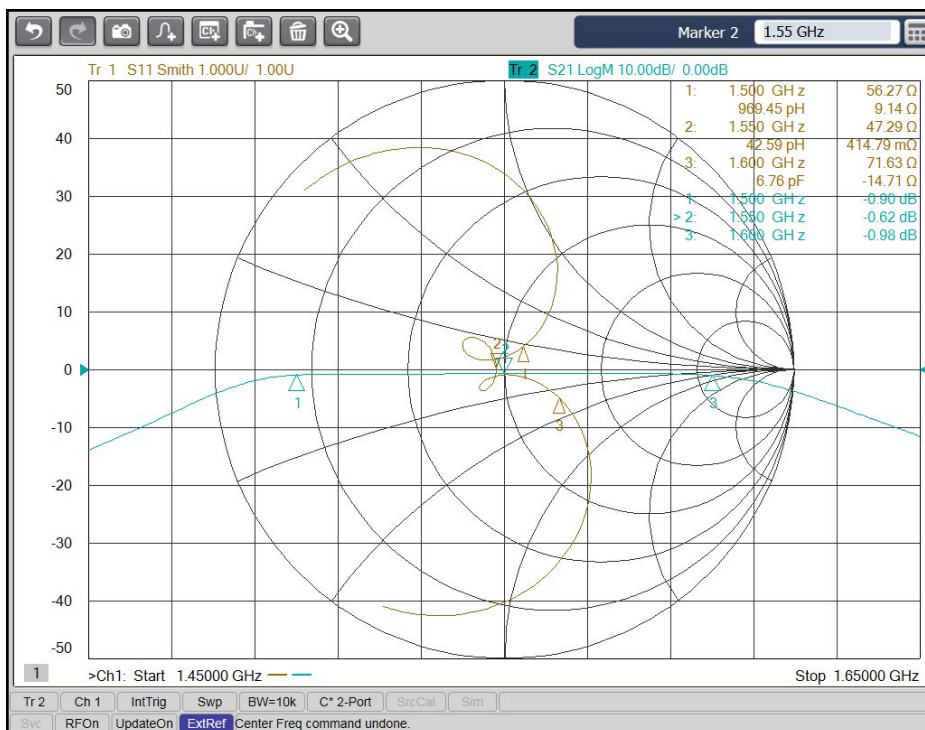 Marker 2 1.55 GHz
Tr 1 S11 Smith 1.000U/ 1.00U
Tr 2 S21 LogM 10.00dB/ 0.00dB
1: 1.500 GHz 56.27 Ω
969.45 pH 9.14 Ω
2: 1.550 GHz 47.29 Ω
42.59 pH 414.79 mΩ
3: 1.600 GHz 71.63 Ω
6.76 pF -14.71 Ω
1: 1.500 GHz -0.90 dB
> 2: 1.550 GHz -0.62 dB
3: 1.600 GHz -0.98 dB
50
40
30
20
10
0
-10
-20
-30
-40
-50
2
2
1
3
1
3
1
>Ch1: Start 1.45000 GHz
Stop 1.65000 GHz
Tr 2 Ch 1 IntTrig Swp BW=10k C* 2-Port SrcCal Sim
Svc RFOn UpdateOn ExtRef Center Freq command undone.